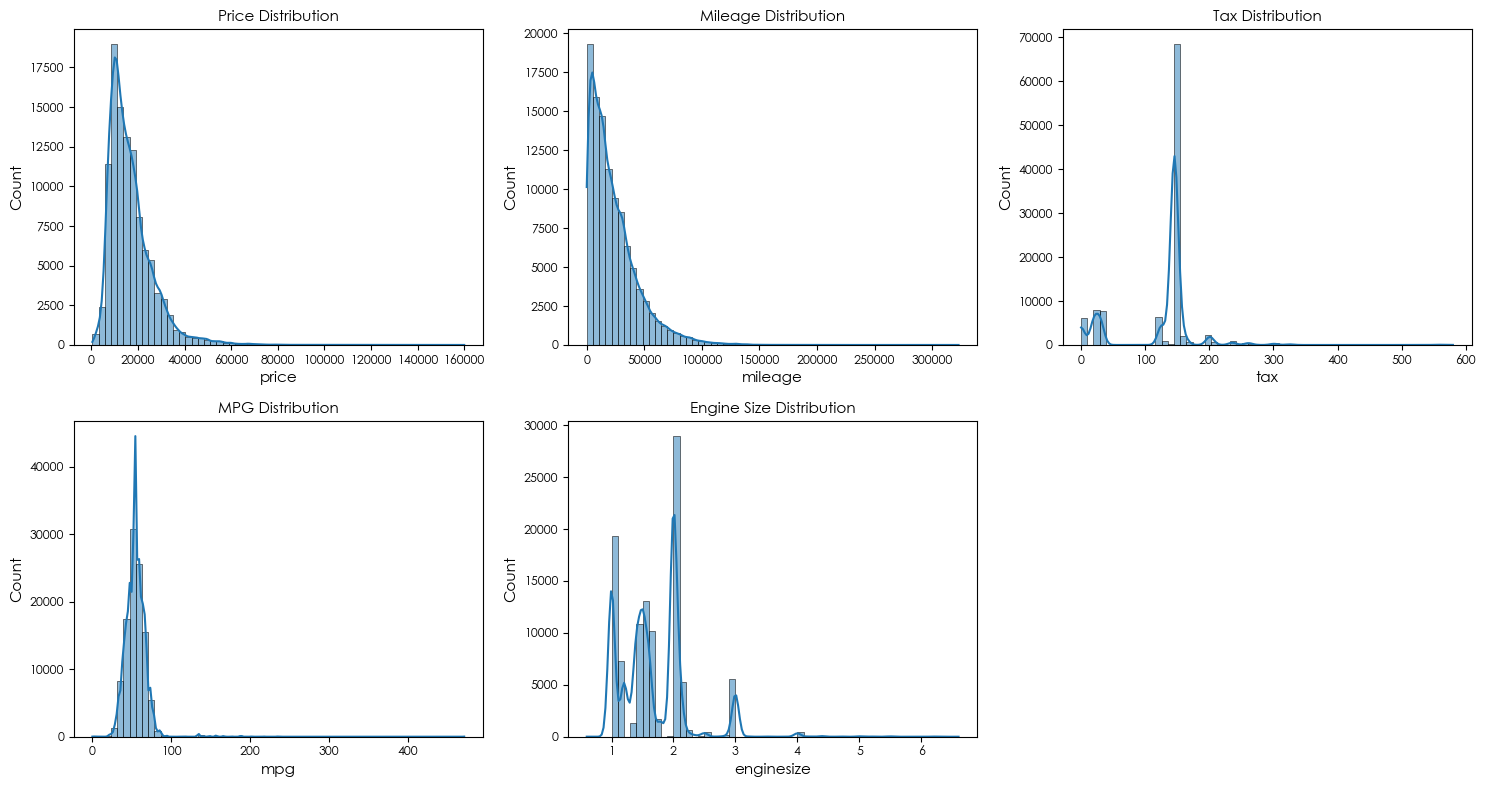 Price Distribution
17500
15000
12500
10000
7500
5000
2500
0
Count
0 20000 40000 60000 80000 100000 120000 140000 160000
price
Mileage Distribution
20000
17500
15000
12500
10000
7500
5000
2500
0
Count
0 50000 100000 150000 200000 250000 300000
mileage
Tax Distribution
70000
60000
50000
40000
30000
20000
10000
0
Count
0 100 200 300 400 500 600
tax
MPG Distribution
40000
30000
20000
10000
0
Count
0 100 200 300 400
mpg
Engine Size Distribution
30000
25000
20000
15000
10000
5000
0
Count
1 2 3 4 5 6
enginesize